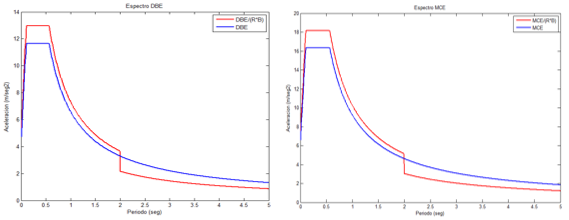 Espectro DBE
14
12
10
8
6
4
2
0
0 0.5 1 1.5 2 2.5 3 3.5 4 4.5 5
Aceleracion (m/seg2)
Periodo (seg)
DBE/(R*B)
DBE
Espectro MCE
20
18
16
14
12
10
8
6
4
2
0
0 0.5 1 1.5 2 2.5 3 3.5 4 4.5 5
Aceleracion (m/seg2)
Periodo (seg)
MCE/(R*B)
MCE